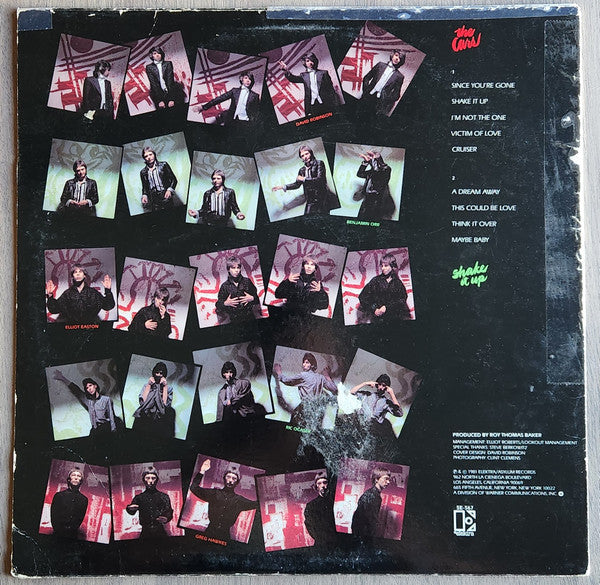 the
Cars
1
SINCE YOU'RE GONE
SHAKE IT UP
I'M NOT THE ONE
VICTIM OF LOVE
CRUISER
2
A DREAM AWAY
THIS COULD BE LOVE
THINK IT OVER
MAYBE BABY
shake
it up
DAVID ROBINSON
BENJAMIN ORR
ELLIOT EASTON
RIC OCASEK
GREG HAWKES
PRODUCED BY ROY THOMAS BAKER
MANAGEMENT: ELLIOT ROBERTS/LOOKOUT MANAGEMENT
SPECIAL THANKS: STEVE BERKOWITZ
COVER DESIGN: DAVID ROBINSON
PHOTOGRAPHY: CLINT CLEMENS
℗ © 1981 ELEKTRA/ASYLUM RECORDS
962 NORTH LA CIENEGA BOULEVARD
LOS ANGELES, CALIFORNIA 90069
665 FIFTH AVENUE, NEW YORK, NEW YORK 10022
A DIVISION OF WARNER COMMUNICATIONS, INC.
5E-567
elektra